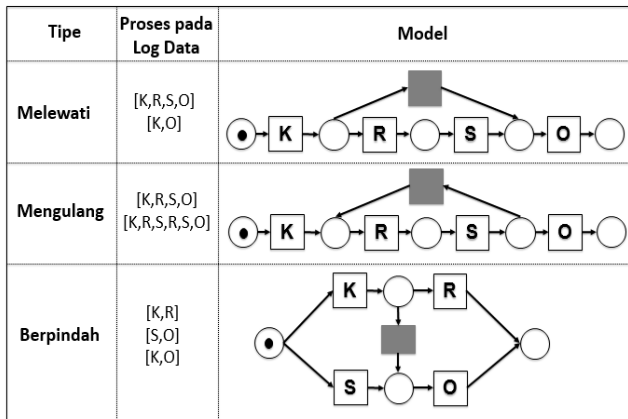 Tipe
Proses pada
Log Data
Model
Melewati
[K,R,S,O]
[K,O]
K R S O
Mengulang
[K,R,S,O]
[K,R,S,R,S,O]
K R S O
Berpindah
[K,R]
[S,O]
[K,O]
K R
S O